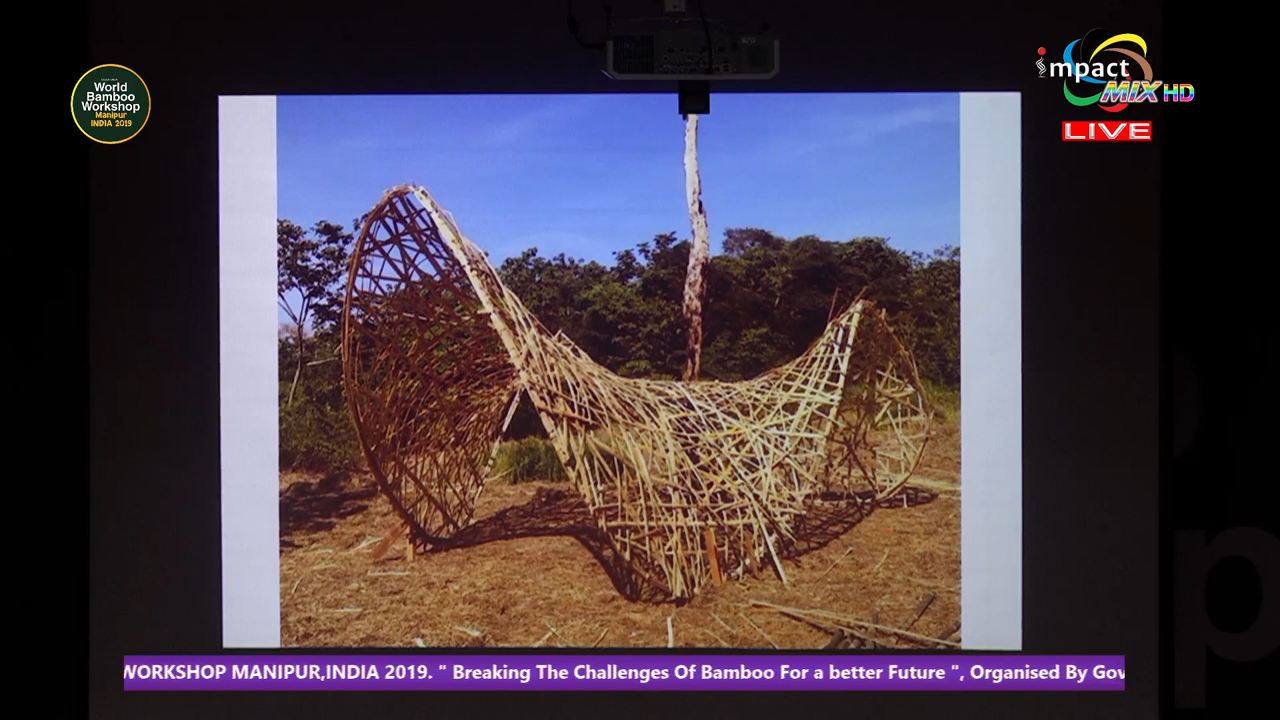 World
Bamboo
Workshop
Manipur
INDIA 2019
impact
MIX HD
LIVE
WORKSHOP MANIPUR,INDIA 2019. " Breaking The Challenges Of Bamboo For a better Future ", Organised By Gov